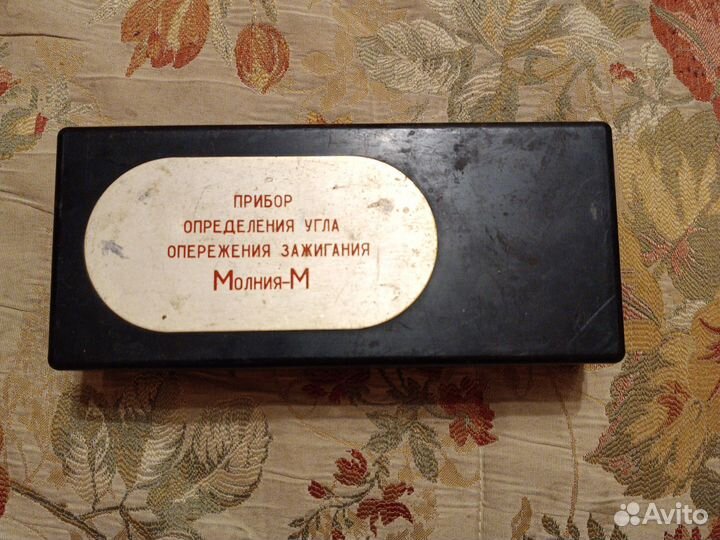 ПРИБОР
ОПРЕДЕЛЕНИЯ УГЛА
ОПЕРЕЖЕНИЯ ЗАЖИГАНИЯ
МОЛНИЯ-М
Avito